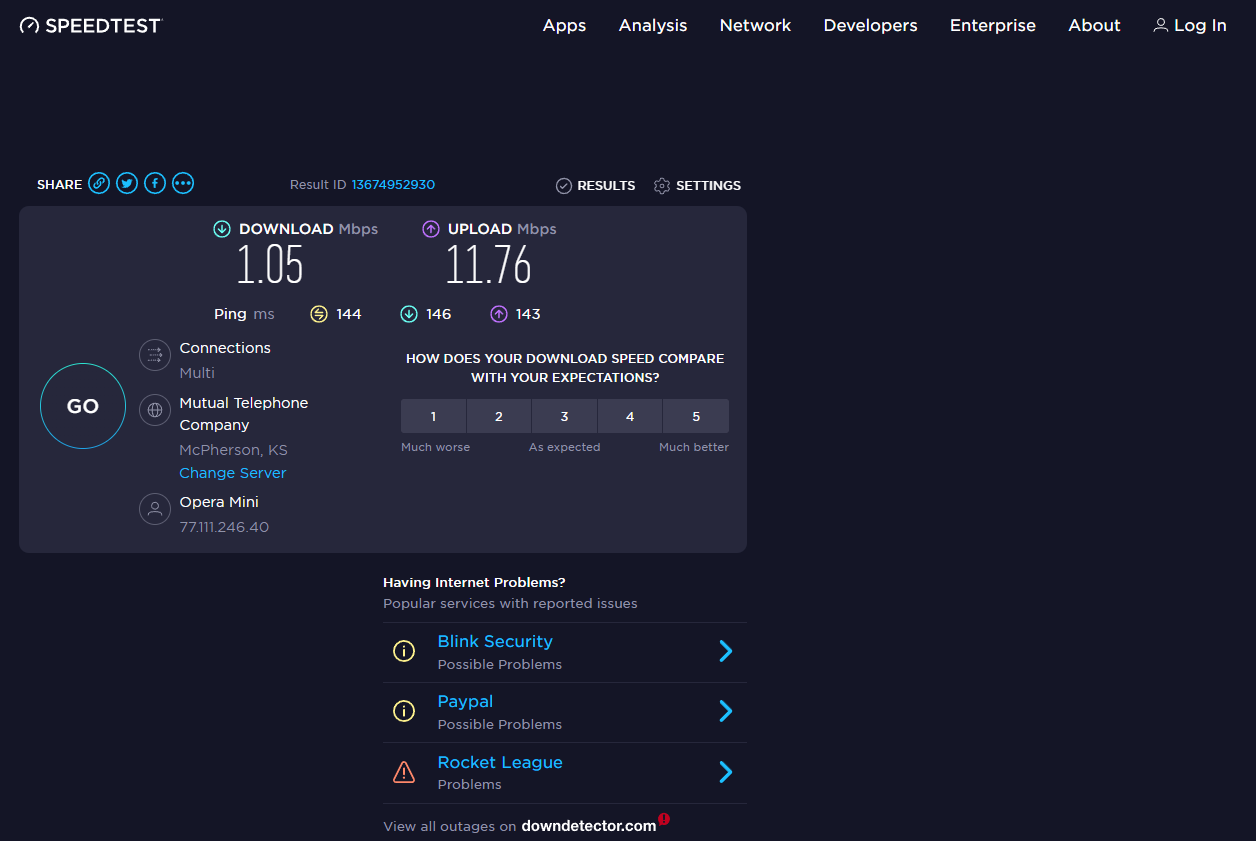 SPEEDTEST
Apps Analysis Network Developers Enterprise About Log In
SHARE Result ID 13674952930 RESULTS SETTINGS
DOWNLOAD Mbps UPLOAD Mbps
1.05 11.76
Ping ms 144 146 143
GO
Connections
Multi
Mutual Telephone
Company
McPherson, KS
Change Server
Opera Mini
77.111.246.40
HOW DOES YOUR DOWNLOAD SPEED COMPARE
WITH YOUR EXPECTATIONS?
1 2 3 4 5
Much worse As expected Much better
Having Internet Problems?
Popular services with reported issues
Blink Security
Possible Problems
Paypal
Possible Problems
Rocket League
Problems
View all outages on downdetector.com